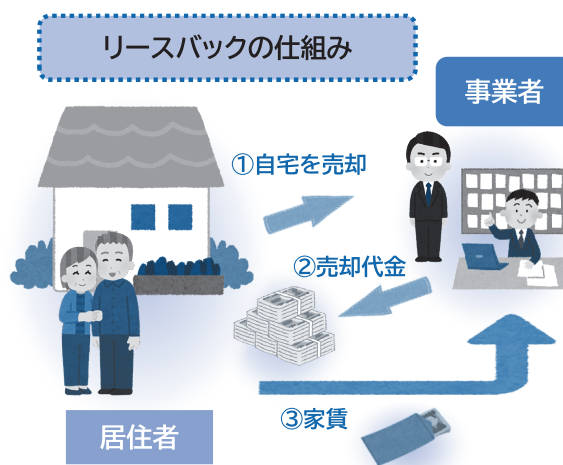 リースバックの仕組み
事業者
①自宅を売却
②売却代金
③家賃
居住者